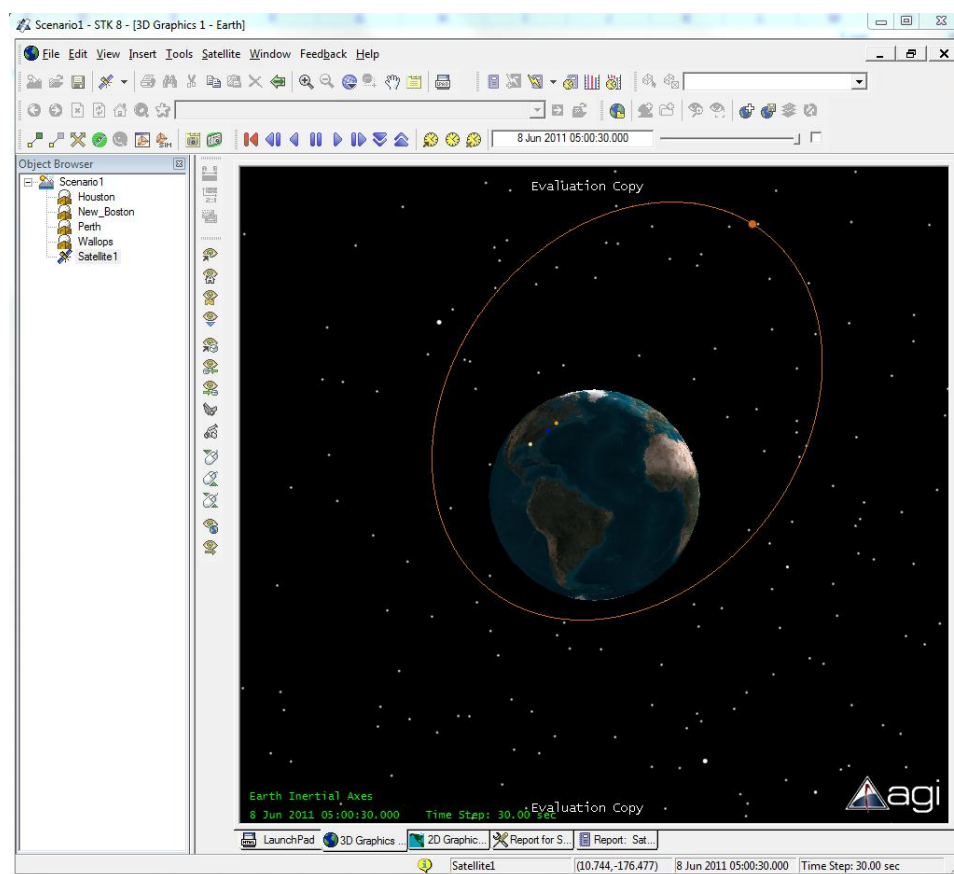 Scenario1 - STK 8 - [3D Graphics 1 - Earth]
File Edit View Insert Tools Satellite Window Feedback Help
8 Jun 2011 05:00:30.000
Object Browser
Scenario1
Houston
New_Boston
Perth
Wallops
Satellite1
Evaluation Copy
Earth Inertial Axes
8 Jun 2011 05:00:30.000 Time Step: 30.00 sec
Evaluation Copy
agi
LaunchPad 3D Graphics ... 2D Graphic... Report for S... Report: Sat...
Satellite1 (10.744,-176.477) 8 Jun 2011 05:00:30.000 Time Step: 30.00 sec